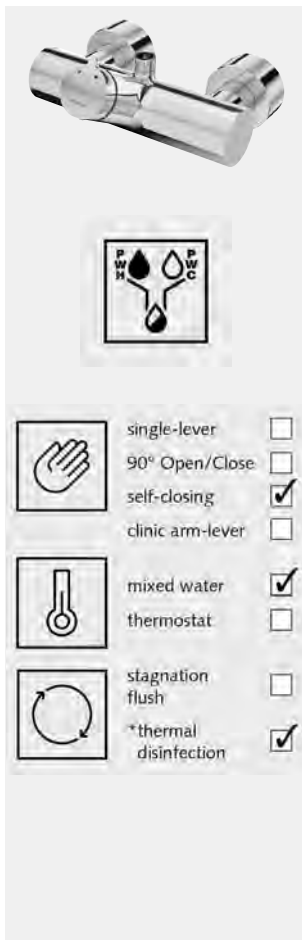 PWH PWC
single-lever
90° Open/Close
self-closing ✓
clinic arm-lever
mixed water ✓
thermostat
stagnation
flush
*thermal
disinfection ✓